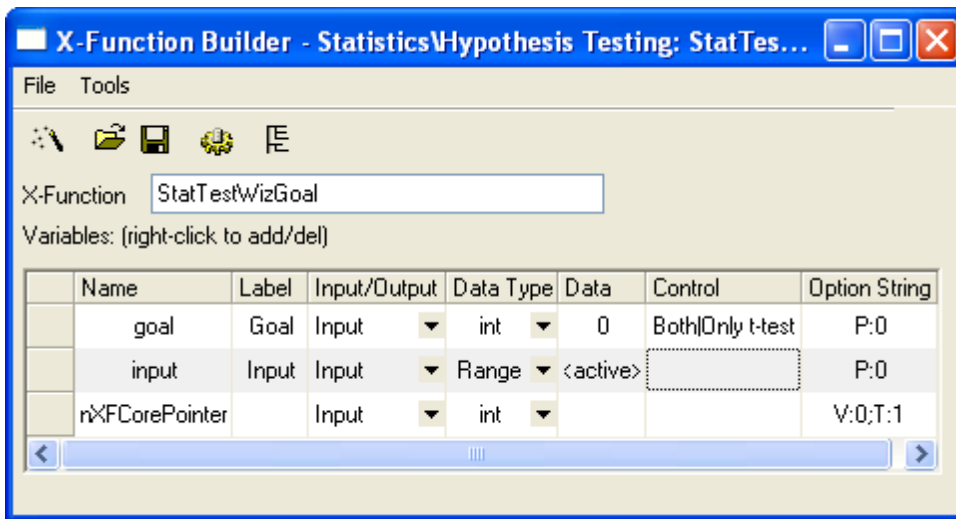 X-Function Builder - Statistics\Hypothesis Testing: StatTes...
File Tools
X-Function StatTestWizGoal
Variables: (right-click to add/del)
Name Label Input/Output Data Type Data Control Option String
goal Goal Input int 0 Both|Only t-test P:0
input Input Input Range <active> P:0
nXFCorePointer Input int V:0;T:1